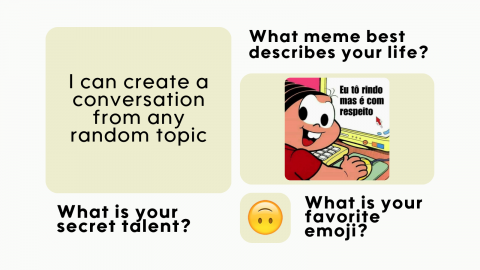 What meme best
describes your life?
I can create a
conversation
from any
random topic
Eu tô rindo
mas é com
respeito
What is your
secret talent?
What is your
favorite
emoji?